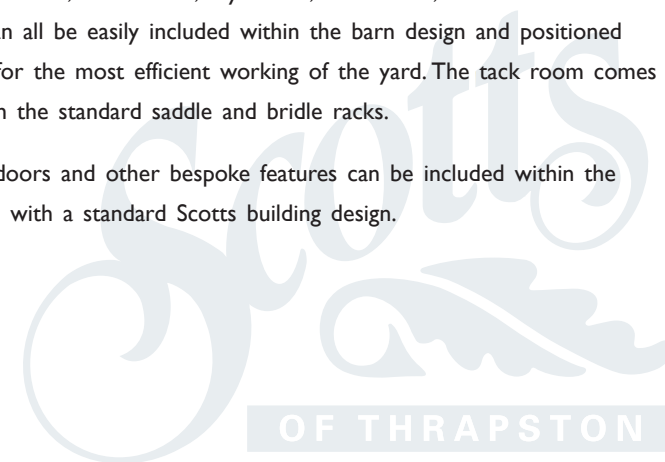 n all be easily included within the barn design and positioned
for the most efficient working of the yard. The tack room comes
n the standard saddle and bridle racks.
doors and other bespoke features can be included within the
with a standard Scotts building design.
Scotts
OF THRAPSTON